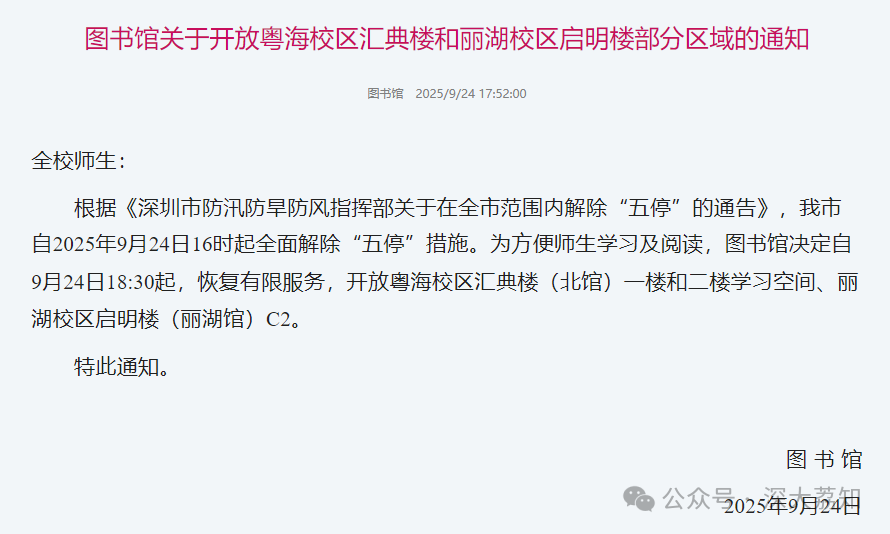 图书馆关于开放粤海校区汇典楼和丽湖校区启明楼部分区域的通知
图书馆 2025/9/24 17:52:00
全校师生：
根据《深圳市防汛防旱防风指挥部关于在全市范围内解除“五停”的通告》，我市
自2025年9月24日16时起全面解除“五停”措施。为方便师生学习及阅读，图书馆决定自
9月24日18:30起，恢复有限服务，开放粤海校区汇典楼（北馆）一楼和二楼学习空间、丽
湖校区启明楼（丽湖馆）C2。
特此通知。
图 书 馆
公众号 · 深大荔知
2025年9月24日